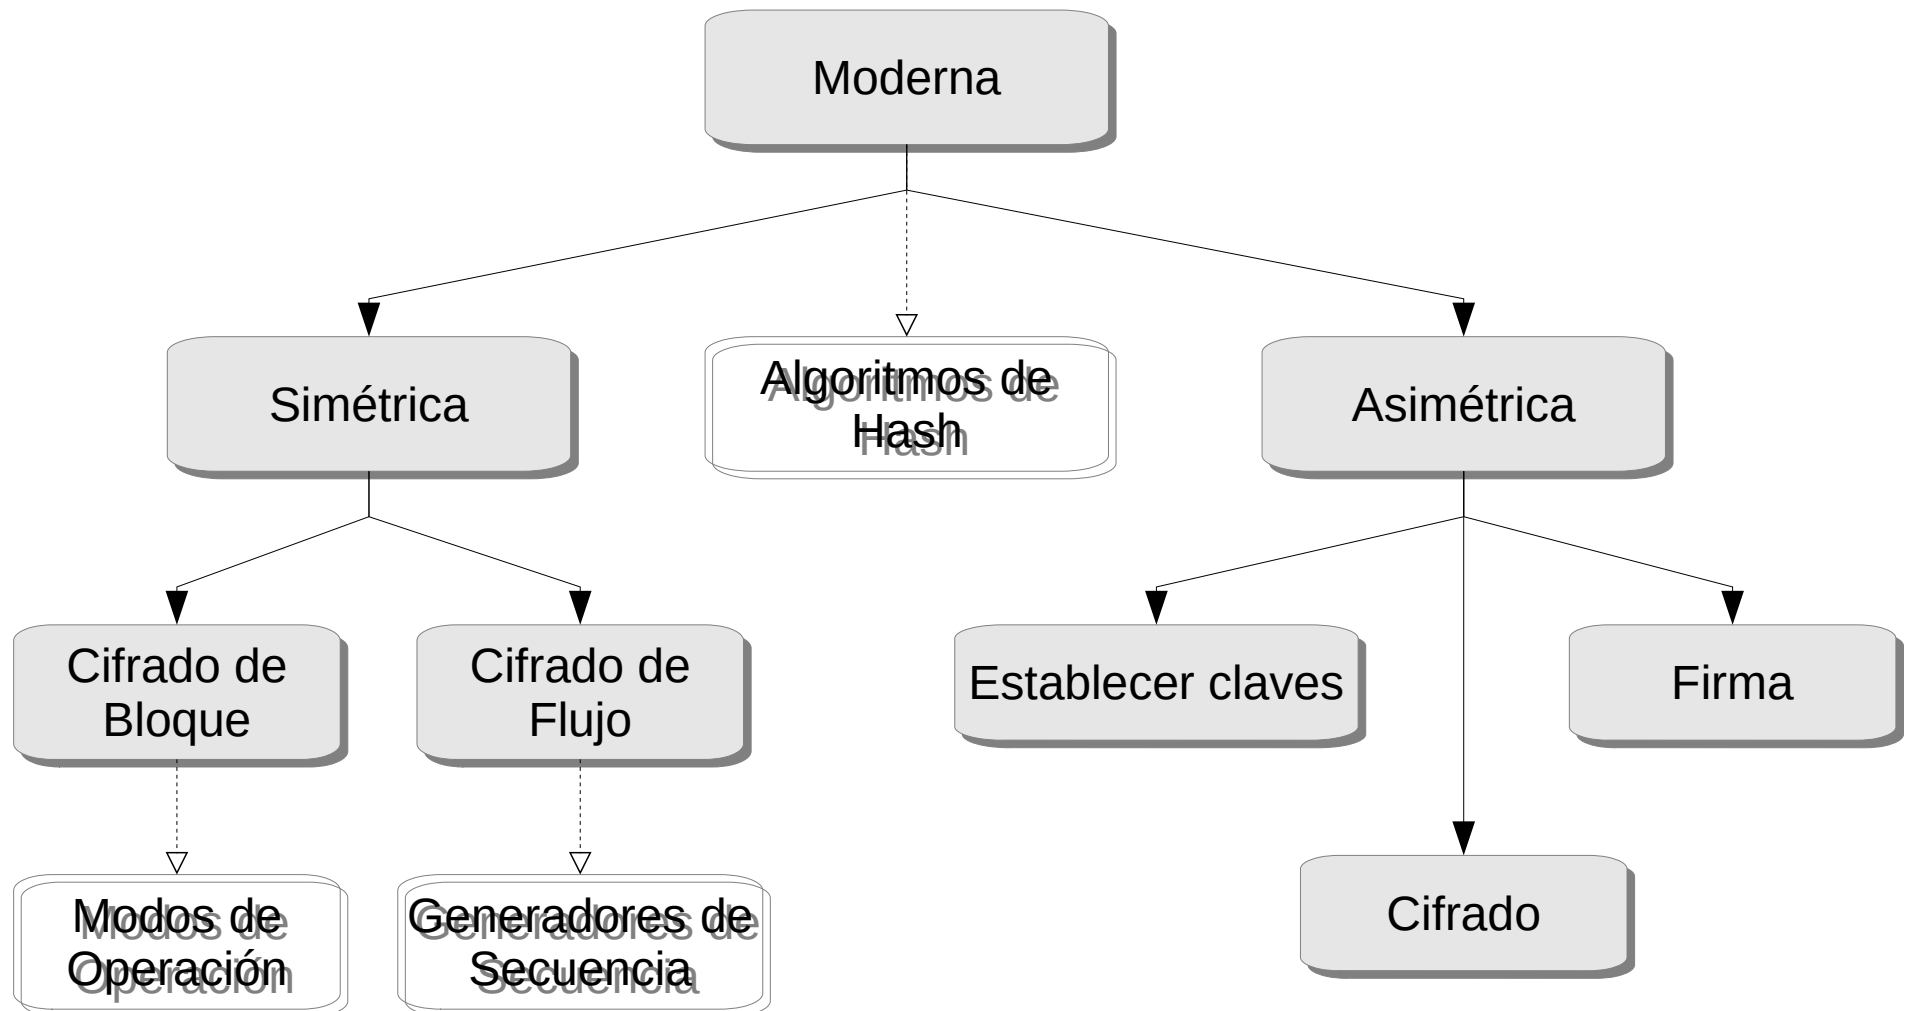 Moderna
Simétrica
Algoritmos de
Hash
Asimétrica
Cifrado de
Bloque
Cifrado de
Flujo
Establecer claves
Firma
Modos de
Operación
Generadores de
Secuencia
Cifrado